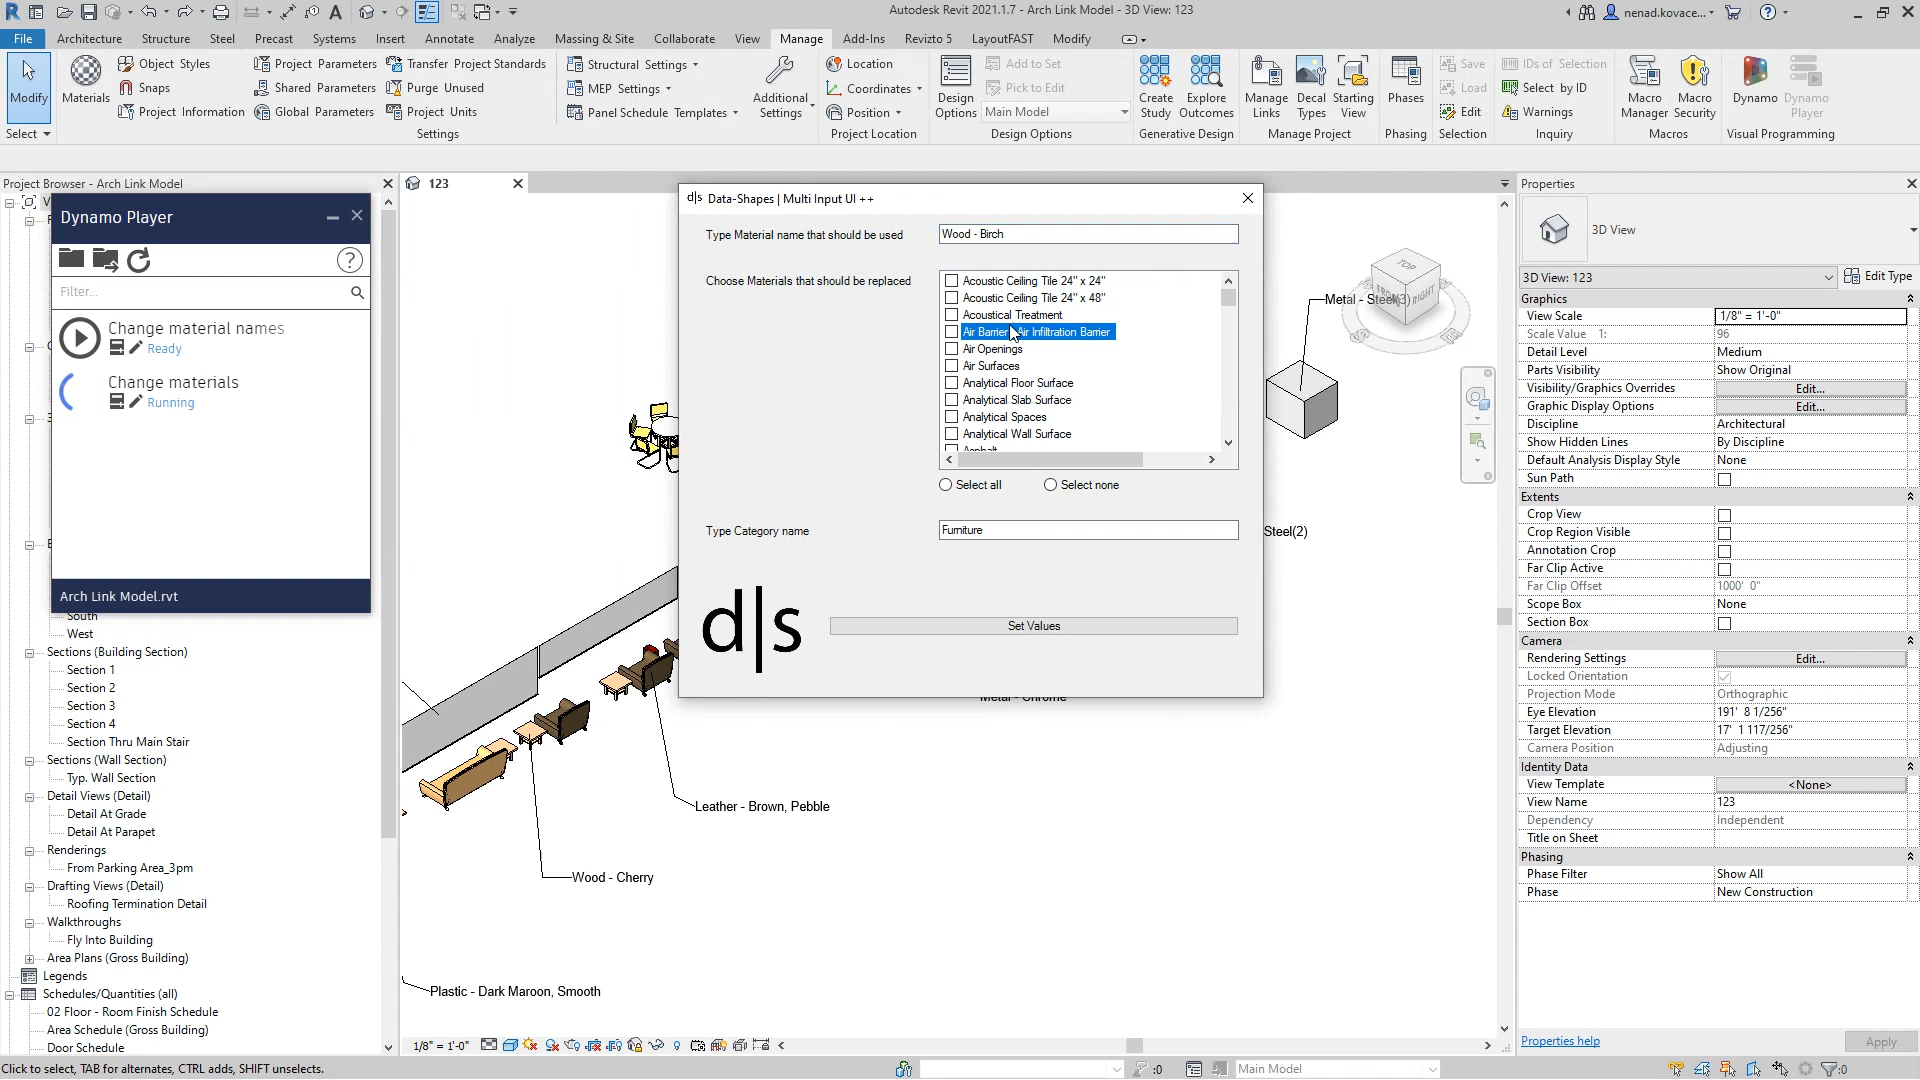 Autodesk Revit 2021.1.7 - Arch Link Model - 3D View: 123
nenad.kovace...
File Architecture Structure Steel Precast Systems Insert Annotate Analyze Massing & Site Collaborate View Manage Add-Ins Revizto 5 LayoutFAST Modify
Modify
Select
Materials
Object Styles
Snaps
Project Information
Project Parameters
Shared Parameters
Global Parameters
Transfer Project Standards
Purge Unused
Project Units
Settings
Structural Settings
MEP Settings
Panel Schedule Templates
Additional Settings
Location
Coordinates
Position
Project Location
Design Options
Add to Set
Pick to Edit
Main Model
Design Options
Create Study
Explore Outcomes
Generative Design
Manage Links
Decal Types
Starting View
Manage Project
Phases
Phasing
Save
Load
Edit
Selection
IDs of Selection
Select by ID
Warnings
Inquiry
Macro Manager
Macro Security
Macros
Dynamo
Dynamo Player
Visual Programming
Project Browser - Arch Link Model
123
Dynamo Player
Filter...
Change material names
Ready
Change materials
Running
Arch Link Model.rvt
South
West
Sections (Building Section)
Section 1
Section 2
Section 3
Section 4
Section Thru Main Stair
Sections (Wall Section)
Typ. Wall Section
Detail Views (Detail)
Detail At Grade
Detail At Parapet
Renderings
From Parking Area_3pm
Drafting Views (Detail)
Roofing Termination Detail
Walkthroughs
Fly Into Building
Area Plans (Gross Building)
Legends
Schedules/Quantities (all)
02 Floor - Room Finish Schedule
Area Schedule (Gross Building)
Door Schedule
d|s Data-Shapes | Multi Input UI ++
Type Material name that should be used
Wood - Birch
Choose Materials that should be replaced
Acoustic Ceiling Tile 24" x 24"
Acoustic Ceiling Tile 24" x 48"
Acoustical Treatment
Air Barrier - Air Infiltration Barrier
Air Openings
Air Surfaces
Analytical Floor Surface
Analytical Slab Surface
Analytical Spaces
Analytical Wall Surface
Asphalt
Select all
Select none
Type Category name
Furniture
d|s
Set Values
Metal - Steel(3)
TOP
FRONT
RIGHT
S
Steel(2)
Metal - Chrome
Leather - Brown, Pebble
Wood - Cherry
Plastic - Dark Maroon, Smooth
1/8" = 1'-0"
Properties
3D View
3D View: 123
Edit Type
Graphics
View Scale 1/8" = 1'-0"
Scale Value 1: 96
Detail Level Medium
Parts Visibility Show Original
Visibility/Graphics Overrides Edit...
Graphic Display Options Edit...
Discipline Architectural
Show Hidden Lines By Discipline
Default Analysis Display Style None
Sun Path
Extents
Crop View
Crop Region Visible
Annotation Crop
Far Clip Active
Far Clip Offset 1000' 0"
Scope Box None
Section Box
Camera
Rendering Settings Edit...
Locked Orientation
Projection Mode Orthographic
Eye Elevation 191' 8 1/256"
Target Elevation 17' 1 117/256"
Camera Position Adjusting
Identity Data
View Template <None>
View Name 123
Dependency Independent
Title on Sheet
Phasing
Phase Filter Show All
Phase New Construction
Properties help
Apply
Click to select, TAB for alternates, CTRL adds, SHIFT unselects.
:0
Main Model
:0